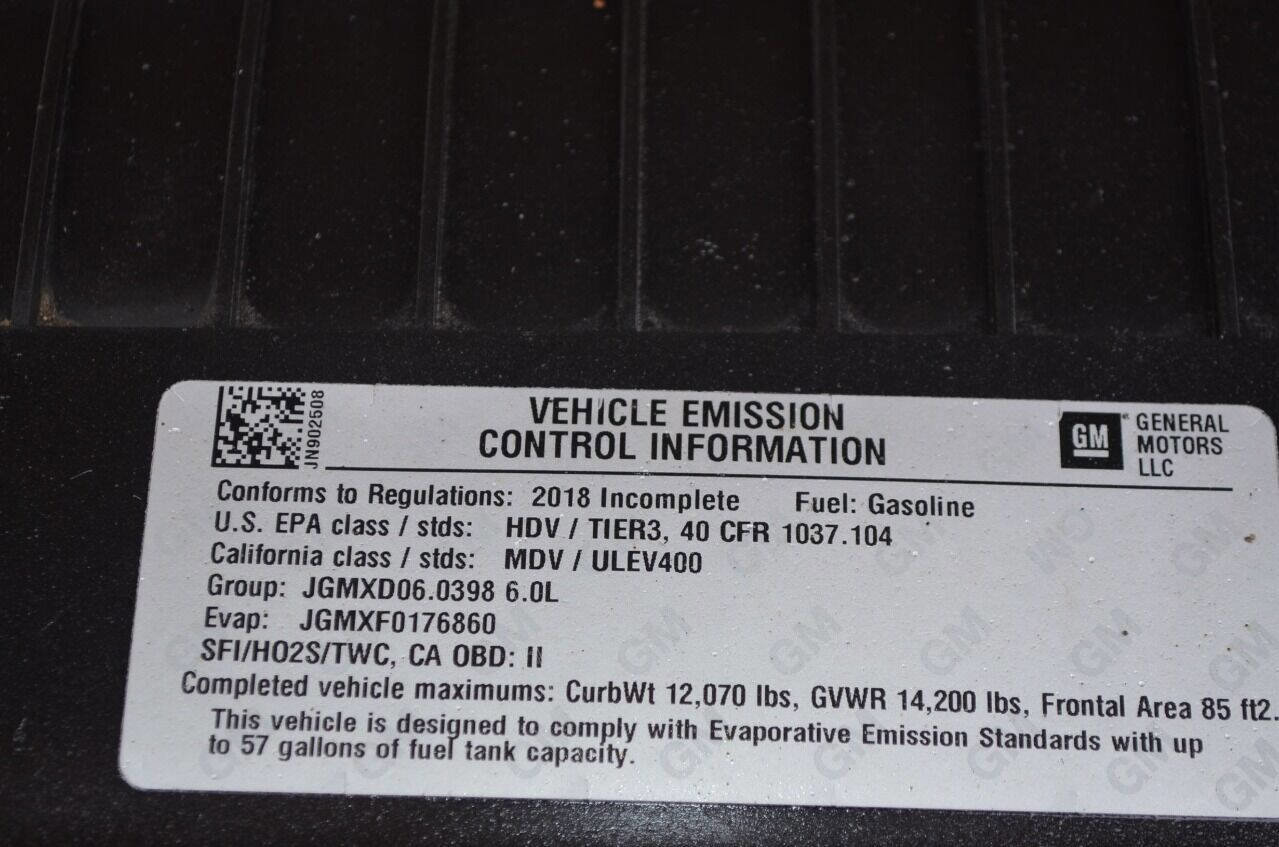 JN902508
VEHICLE EMISSION
CONTROL INFORMATION
GM
GENERAL
MOTORS
LLC
Conforms to Regulations: 2018 Incomplete Fuel: Gasoline
U.S. EPA class / stds: HDV / TIER3, 40 CFR 1037.104
California class / stds: MDV / ULEV400
Group: JGMXD06.0398 6.0L
Evap: JGMXF0176860
SFI/HO2S/TWC, CA OBD: II
Completed vehicle maximums: CurbWt 12,070 lbs, GVWR 14,200 lbs, Frontal Area 85 ft2.
This vehicle is designed to comply with Evaporative Emission Standards with up
to 57 gallons of fuel tank capacity.